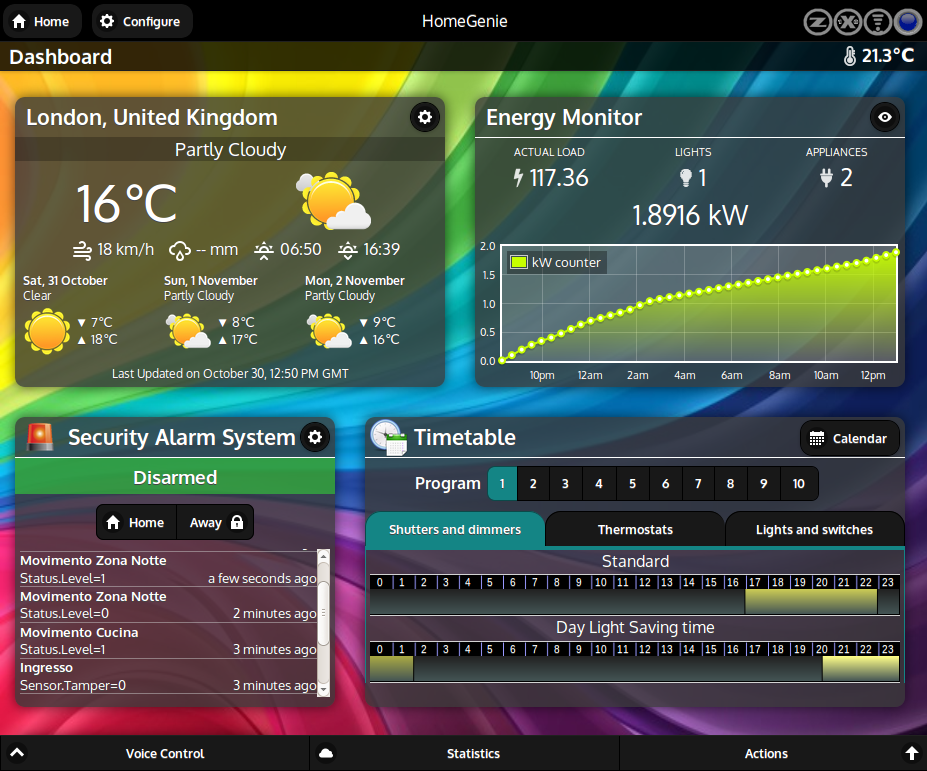 Home
Configure
HomeGenie
Dashboard
21.3°C
London, United Kingdom
Partly Cloudy
16°C
18 km/h -- mm 06:50 16:39
Sat, 31 October
Clear
▼ 7°C
▲ 18°C
Sun, 1 November
Partly Cloudy
▼ 8°C
▲ 17°C
Mon, 2 November
Partly Cloudy
▼ 9°C
▲ 16°C
Last Updated on October 30, 12:50 PM GMT
Energy Monitor
ACTUAL LOAD LIGHTS APPLIANCES
117.36 1 2
1.8916 kW
kW counter
2.0
1.5
1.0
0.5
0.0
10pm 12am 2am 4am 6am 8am 10am 12pm
Security Alarm System
Disarmed
Home Away
Movimento Zona Notte
Status.Level=1 a few seconds ago
Movimento Zona Notte
Status.Level=0 2 minutes ago
Movimento Cucina
Status.Level=1 3 minutes ago
Ingresso
Sensor.Tamper=0 3 minutes ago
Timetable
Calendar
Program 1 2 3 4 5 6 7 8 9 10
Shutters and dimmers Thermostats Lights and switches
Standard
0 1 2 3 4 5 6 7 8 9 10 11 12 13 14 15 16 17 18 19 20 21 22 23
Day Light Saving time
0 1 2 3 4 5 6 7 8 9 10 11 12 13 14 15 16 17 18 19 20 21 22 23
Voice Control Statistics Actions